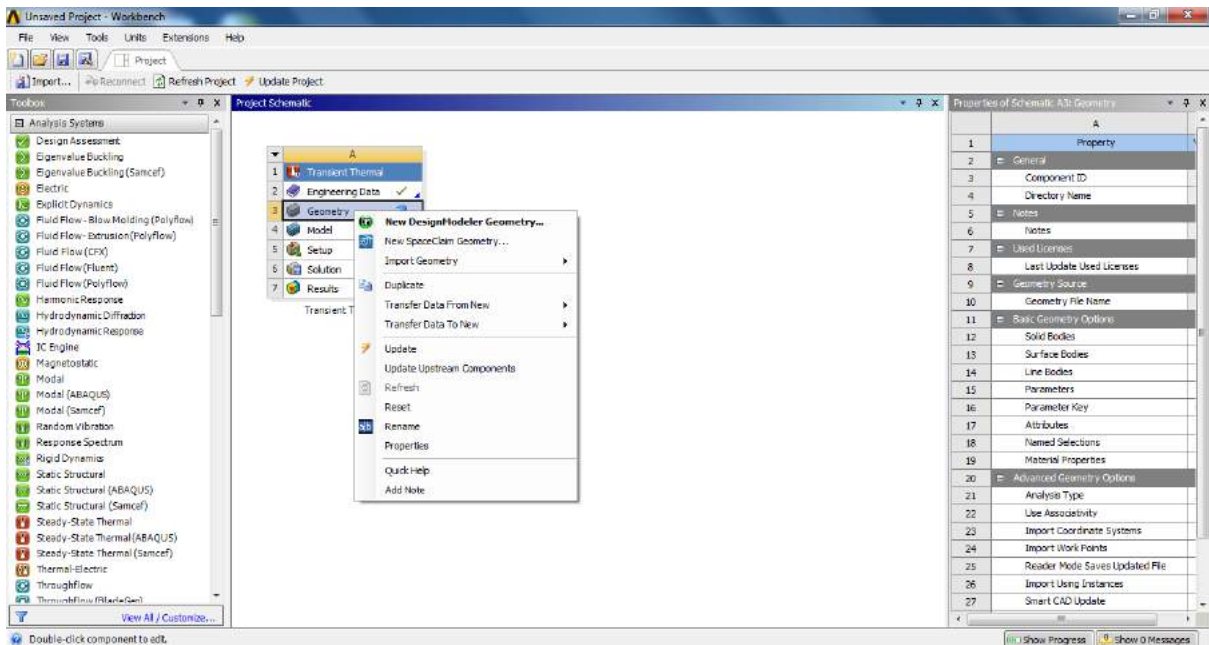 Unsaved Project - Workbench
File View Tools Units Extensions Help
Project
Import... Reconnect Refresh Project Update Project
Toolbox
Analysis Systems
Design Assessment
Eigenvalue Buckling
Eigenvalue Buckling (Samcef)
Electric
Explicit Dynamics
Fluid Flow - Blow Molding (Polyflow)
Fluid Flow - Extrusion (Polyflow)
Fluid Flow (CFX)
Fluid Flow (Fluent)
Fluid Flow (Polyflow)
Harmonic Response
Hydrodynamic Diffraction
Hydrodynamic Response
IC Engine
Magnetostatic
Modal
Modal (ABAQUS)
Modal (Samcef)
Random Vibration
Response Spectrum
Rigid Dynamics
Static Structural
Static Structural (ABAQUS)
Static Structural (Samcef)
Steady-State Thermal
Steady-State Thermal (ABAQUS)
Steady-State Thermal (Samcef)
Thermal-Electric
Throughflow
Throughflow (BladeGen)
View All / Customize...
Project Schematic
A
1 Transient Thermal
2 Engineering Data
3 Geometry
4 Model
5 Setup
6 Solution
7 Results
Transient T
New DesignModeler Geometry...
New SpaceClaim Geometry...
Import Geometry
Duplicate
Transfer Data From New
Transfer Data To New
Update
Update Upstream Components
Refresh
Reset
Rename
Properties
Quick Help
Add Note
Properties of Schematic A3: Geometry
A
1 Property
2 General
3 Component ID
4 Directory Name
5 Notes
6 Notes
7 Used Licenses
8 Last Update Used Licenses
9 Geometry Source
10 Geometry File Name
11 Basic Geometry Options
12 Solid Bodies
13 Surface Bodies
14 Line Bodies
15 Parameters
16 Parameter Key
17 Attributes
18 Named Selections
19 Material Properties
20 Advanced Geometry Options
21 Analysis Type
22 Use Associativity
23 Import Coordinate Systems
24 Import Work Points
25 Reader Mode Saves Updated File
26 Import Using Instances
27 Smart CAD Update
Double-click component to edit.
Show Progress Show 0 Messages